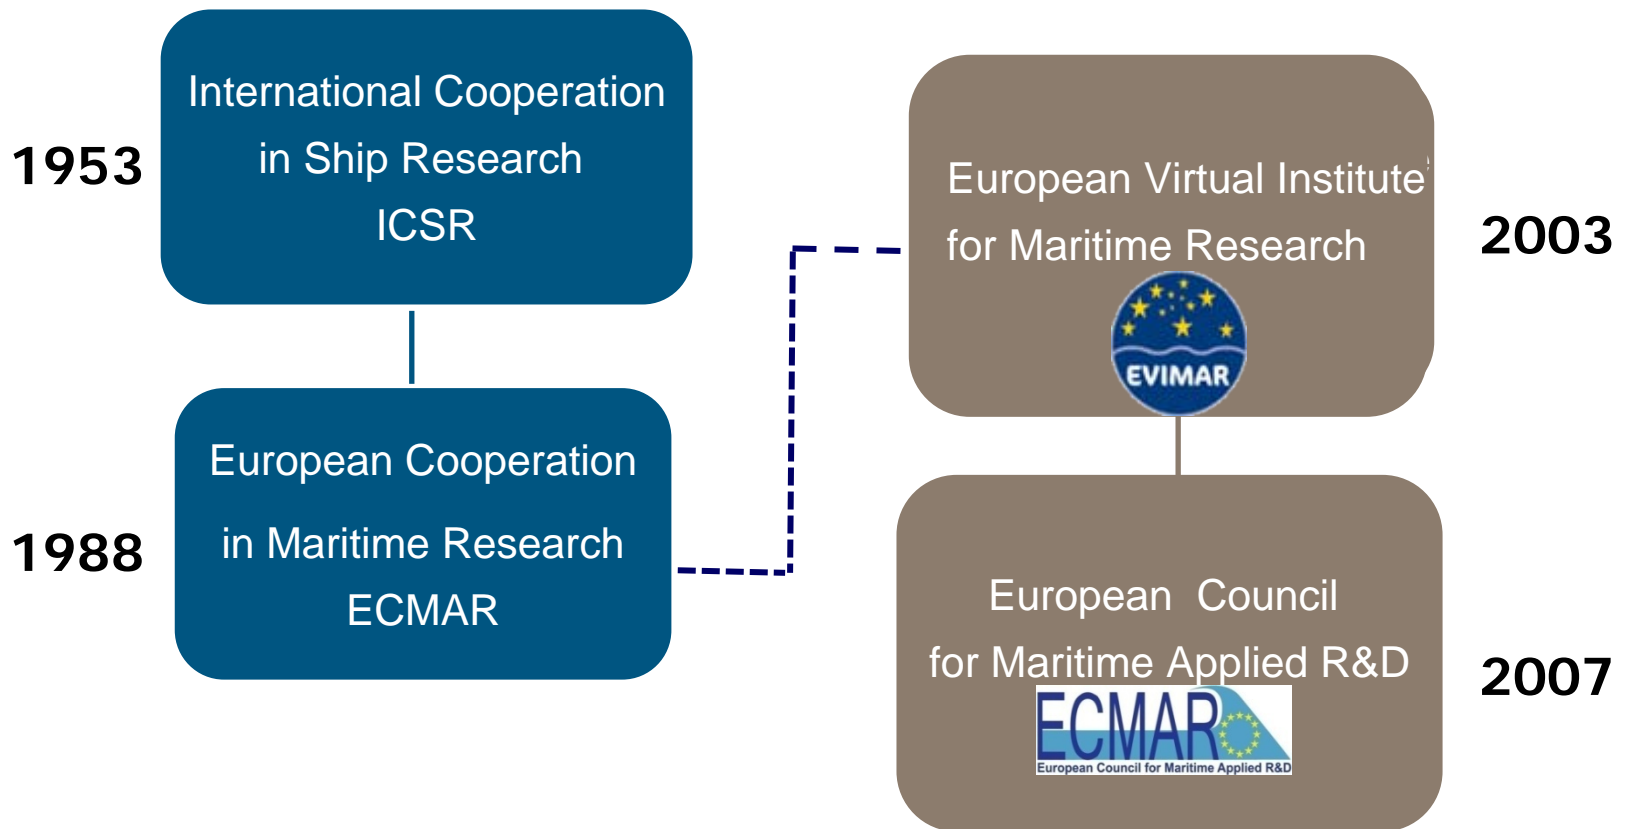 1953
International Cooperation
in Ship Research
ICSR
1988
European Cooperation
in Maritime Research
ECMAR
European Virtual Institute
for Maritime Research
EVIMAR
2003
European Council
for Maritime Applied R&D
ECMAR
European Council for Maritime Applied R&D
2007